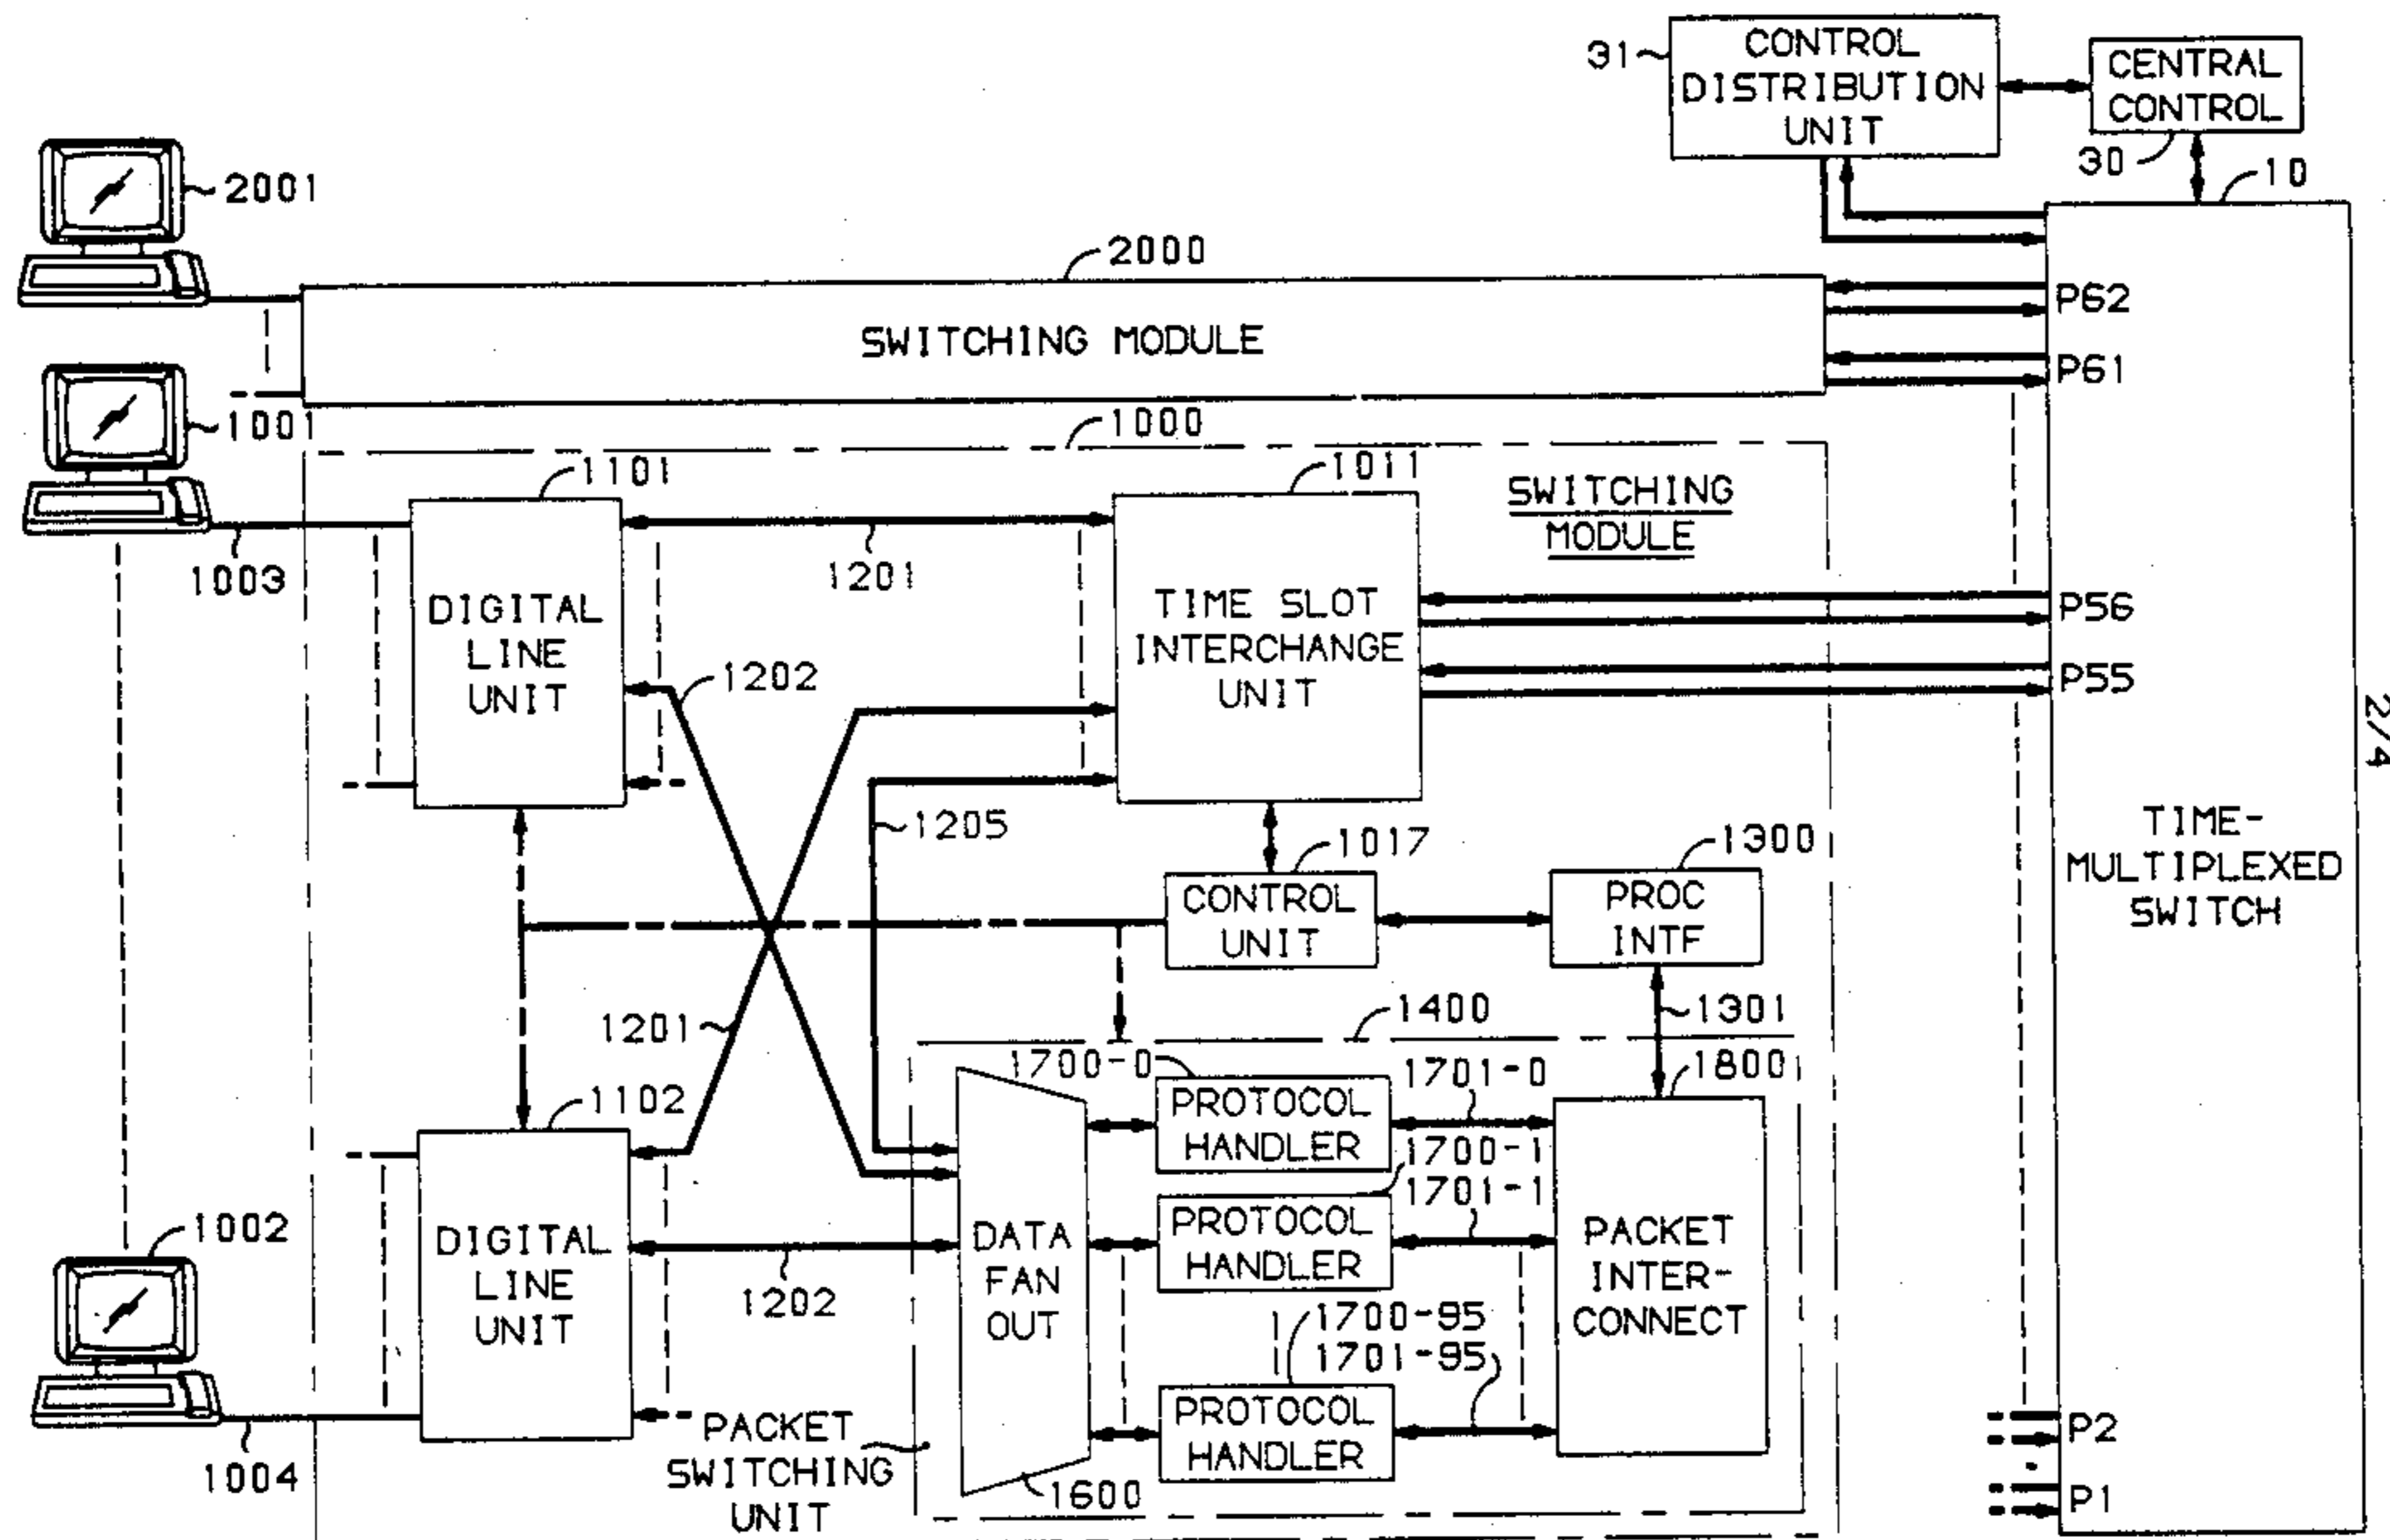 31
CONTROL
DISTRIBUTION
UNIT
CENTRAL
CONTROL
30
10
2001
2000
SWITCHING MODULE
P62
P61
1001
1000
1101
1011
SWITCHING
MODULE
1003
1201
DIGITAL
LINE
UNIT
TIME SLOT
INTERCHANGE
UNIT
P56
P55
1202
2/4
1205
1017
1300
TIME-
MULTIPLEXED
SWITCH
CONTROL
UNIT
PROC
INTF
1201
1400
1301
1700-0
1701-0
1800
1102
PROTOCOL
HANDLER
1700-1
1701-1
1002
DIGITAL
LINE
UNIT
1202
DATA
FAN
OUT
PROTOCOL
HANDLER
PACKET
INTER-
CONNECT
1700-95
1701-95
PROTOCOL
HANDLER
1004
PACKET
SWITCHING
UNIT
1600
P2
P1